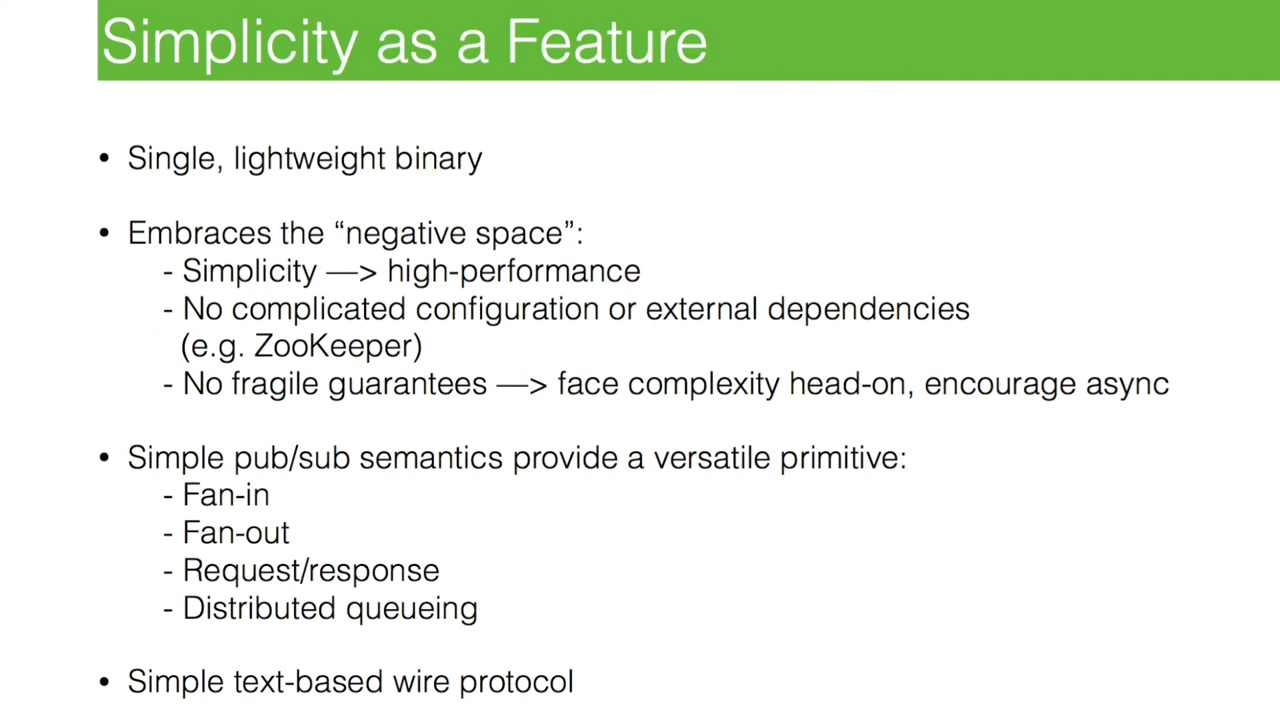 Simplicity as a Feature
• Single, lightweight binary
• Embraces the “negative space”:
- Simplicity —> high-performance
- No complicated configuration or external dependencies
(e.g. ZooKeeper)
- No fragile guarantees —> face complexity head-on, encourage async
• Simple pub/sub semantics provide a versatile primitive:
- Fan-in
- Fan-out
- Request/response
- Distributed queueing
• Simple text-based wire protocol